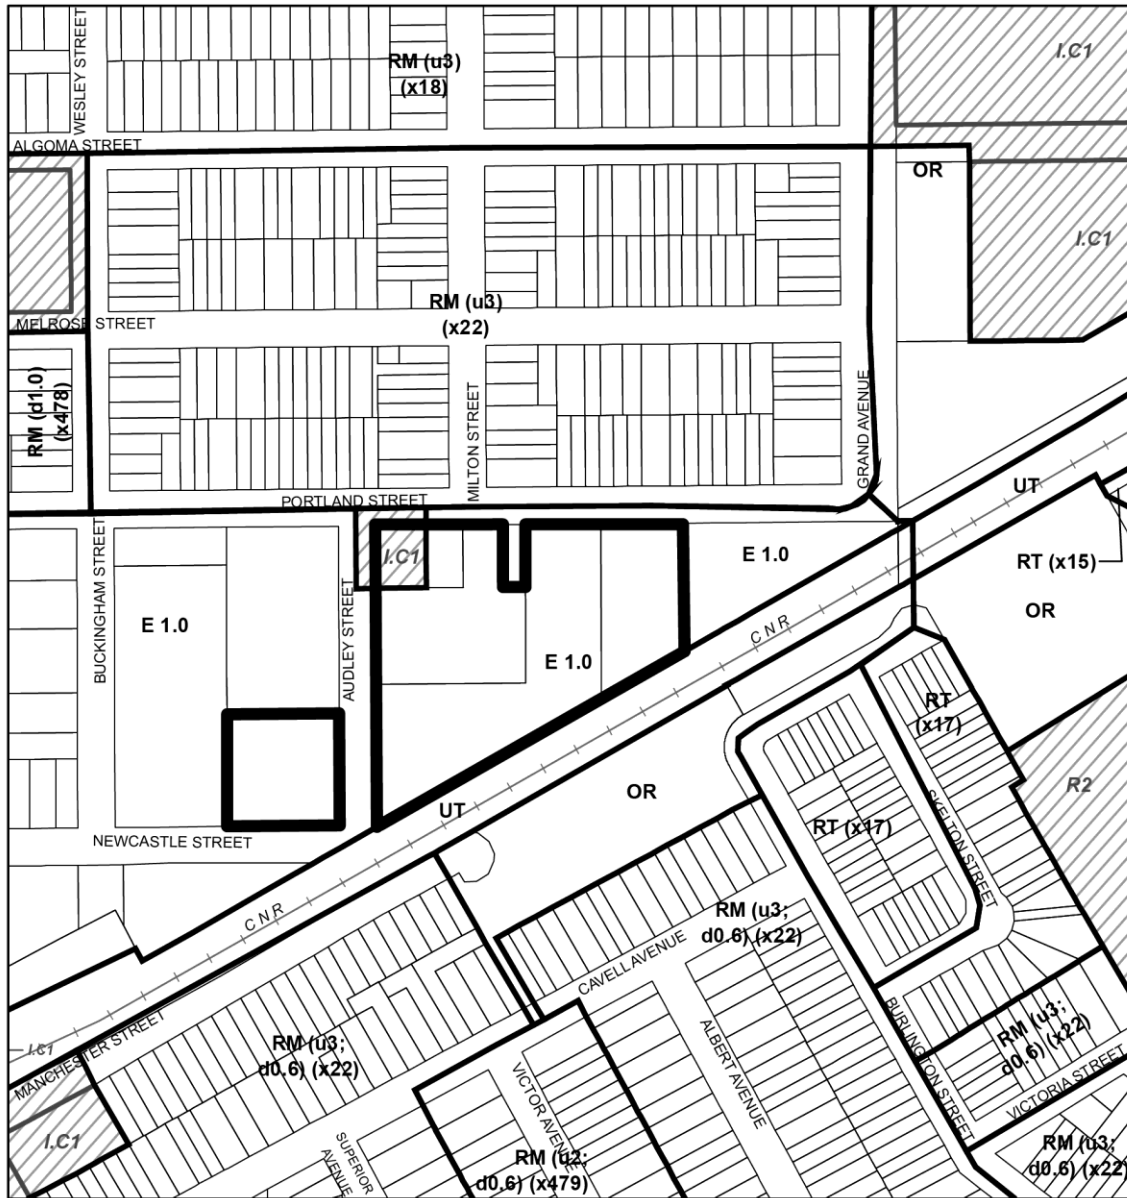 WESLEY STREET
RM (u3)
(x18)
I.C1
ALGOMA STREET
OR
I.C1
RM (u3)
(x22)
MELROSE STREET
RM (d1.0)
(x478)
MILTON STREET
GRAND AVENUE
PORTLAND STREET
UT
BUCKINGHAM STREET
I.C1
E 1.0
RT (x15)
AUDLEY STREET
E 1.0
OR
CNR
E 1.0
RT
(x17)
R2
OR
UT
SKELTON STREET
RT (x17)
NEWCASTLE STREET
CNR
RM (u3;
d0.6) (x22)
CAVELL AVENUE
I.C1
MANCHESTER STREET
RM (u3;
d0.6) (x22)
ALBERT AVENUE
BURLINGTON STREET
RM (u3;
d0.6) (x22)
VICTORIA STREET
VICTOR AVENUE
I.C1
SUPERIOR
AVENUE
RM (u2;
d0.6) (x479)
RM (u3;
d0.6) (x22)